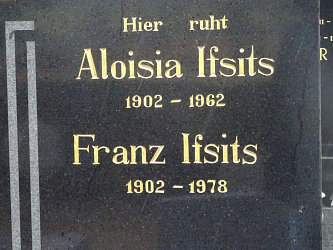 Hier ruht
Aloisia Ifsits
1902 – 1962
Franz Ifsits
1902 – 1978